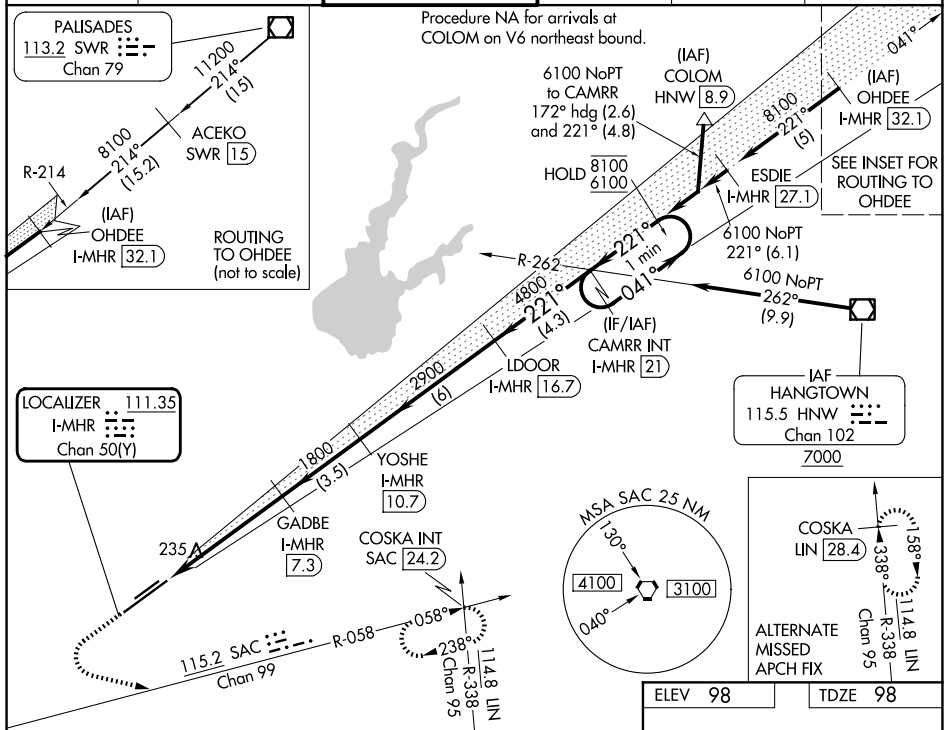 PALISADES
113.2 SWR
Chan 79
11200
214°
(15)
ACEKO
SWR 15
8100
214°
(15.2)
R-214
(IAF)
OHDEE
I-MHR 32.1
ROUTING
TO OHDEE
(not to scale)
Procedure NA for arrivals at
COLOM on V6 northeast bound.
6100 NoPT
to CAMRR
172° hdg (2.6)
and 221° (4.8)
(IAF)
COLOM
HNW 8.9
041°
(IAF)
OHDEE
I-MHR 32.1
8100
221°
(5)
SEE INSET FOR
ROUTING TO
OHDEE
HOLD 8100
6100
ESDIE
I-MHR 27.1
6100 NoPT
221° (6.1)
221°
1 min
041°
R-262
6100 NoPT
262°
(9.9)
4800
221°
(4.3)
(IF/IAF)
CAMRR INT
I-MHR 21
LDOOR
I-MHR 16.7
IAF
HANGTOWN
115.5 HNW
Chan 102
7000
2900
(6)
LOCALIZER 111.35
I-MHR
Chan 50(Y)
YOSHE
I-MHR
10.7
1800
(3.5)
GADBE
I-MHR
7.3
235
COSKA INT
SAC 24.2
115.2 SAC
Chan 99
R-058
058°
238°
114.8 LIN
R-338
Chan 95
MSA SAC 25 NM
130°
4100
3100
040°
COSKA
LIN 28.4
158°
338°
114.8 LIN
R-338
Chan 95
ALTERNATE
MISSED
APCH FIX
ELEV 98
TDZE 98